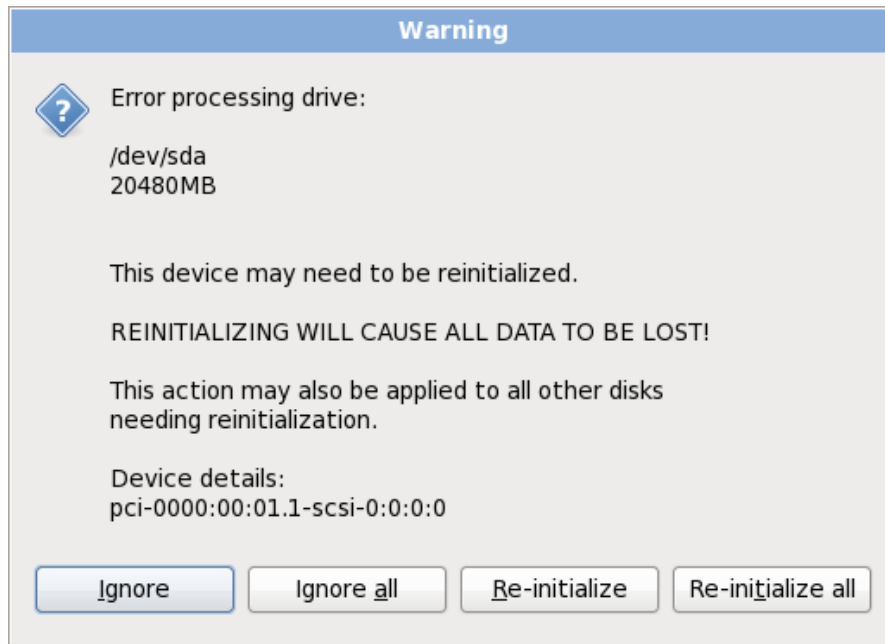 Warning
Error processing drive:
/dev/sda
20480MB
This device may need to be reinitialized.
REINITIALIZING WILL CAUSE ALL DATA TO BE LOST!
This action may also be applied to all other disks
needing reinitialization.
Device details:
pci-0000:00:01.1-scsi-0:0:0:0
Ignore
Ignore all
Re-initialize
Re-initialize all